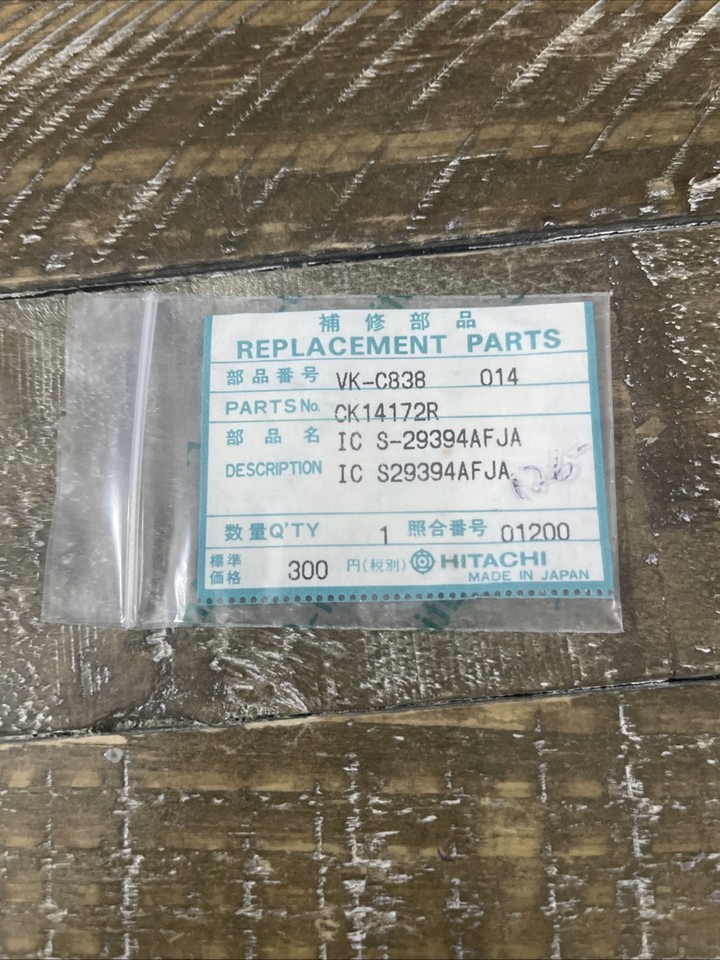 補修部品
REPLACEMENT PARTS
部品番号 VK-C838 014
PARTS No. CK14172R
部品名 IC S-29394AFJA
DESCRIPTION IC S29394AFJA
数量Q'TY 1 照合番号 01200
標準価格 300 円(税別) HITACHI
MADE IN JAPAN